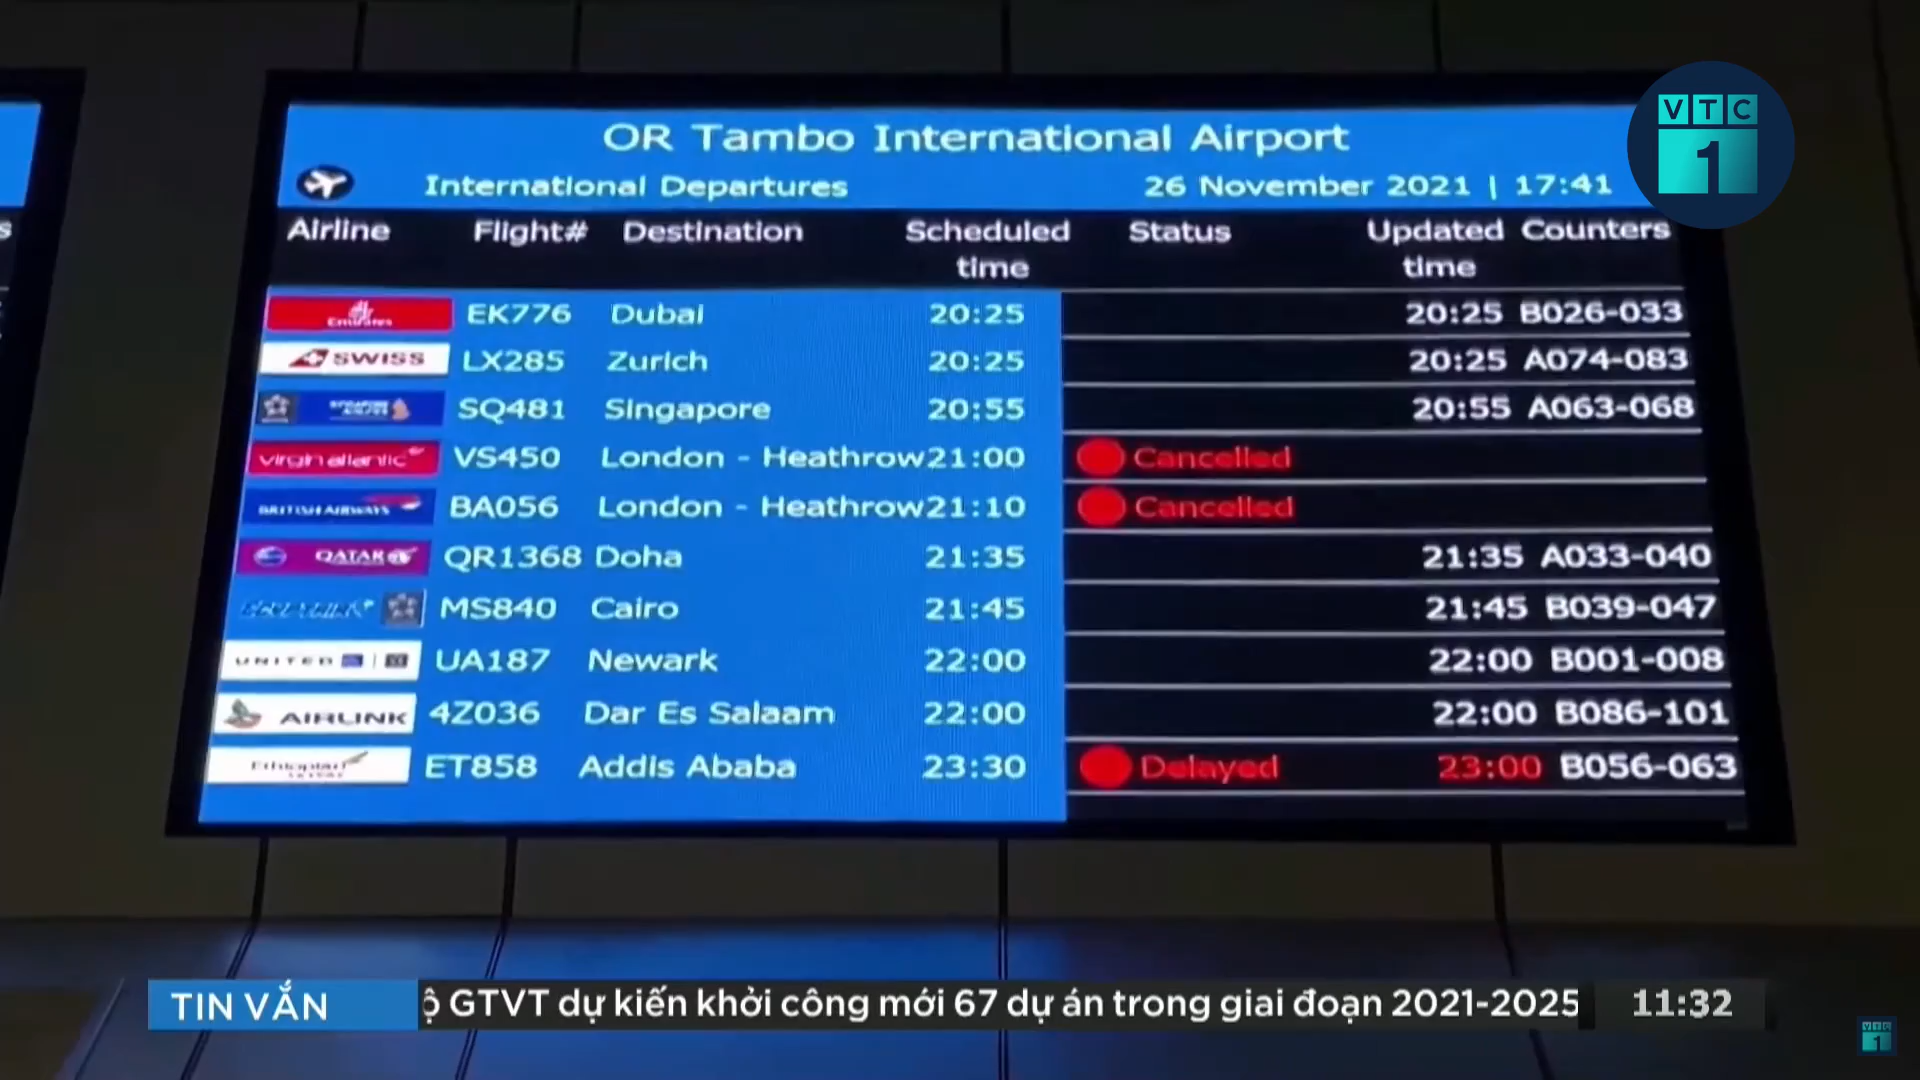 VTC
1
OR Tambo International Airport
International Departures 26 November 2021 | 17:41
Airline Flight# Destination Scheduled time Status Updated time Counters
Emirates EK776 Dubai 20:25 20:25 B026-033
SWISS LX285 Zurich 20:25 20:25 A074-083
SINGAPORE AIRLINES SQ481 Singapore 20:55 20:55 A063-068
virgin atlantic VS450 London - Heathrow 21:00 Cancelled
BRITISH AIRWAYS BA056 London - Heathrow 21:10 Cancelled
QATAR QR1368 Doha 21:35 21:35 A033-040
EGYPTAIR MS840 Cairo 21:45 21:45 B039-047
UNITED UA187 Newark 22:00 22:00 B001-008
AIRLINK 4Z036 Dar Es Salaam 22:00 22:00 B086-101
Ethiopian ET858 Addis Ababa 23:30 Delayed 23:00 B056-063
TIN VẮN ộ GTVT dự kiến khởi công mới 67 dự án trong giai đoạn 2021-2025 11:32
VTC
1